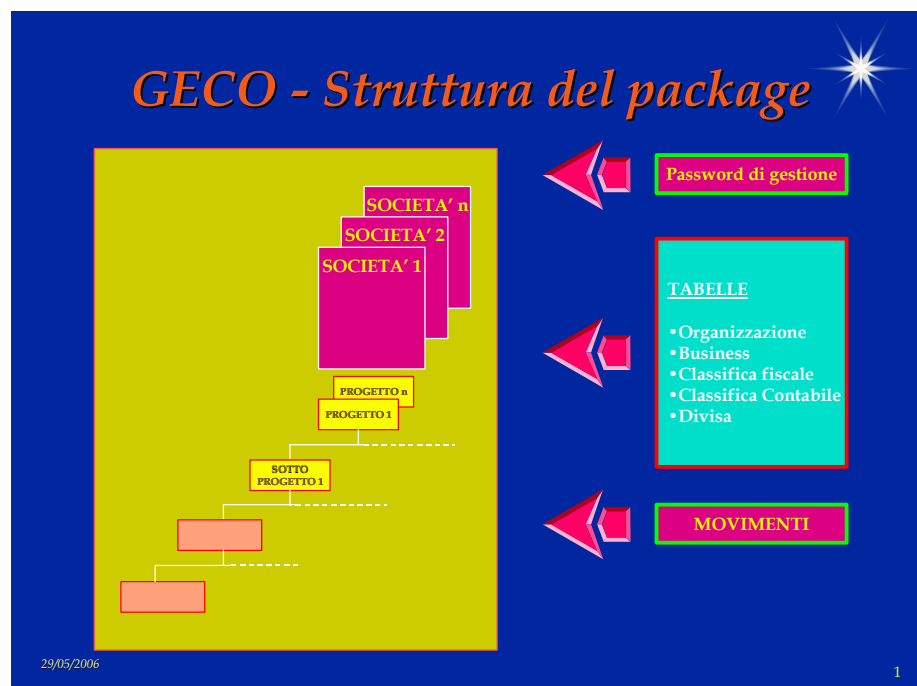 GECO - Struttura del package
Password di gestione
SOCIETA’ n
SOCIETA’ 2
SOCIETA’ 1
TABELLE
•Organizzazione
•Business
•Classifica fiscale
•Classifica Contabile
•Divisa
PROGETTO n
PROGETTO 1
SOTTO
PROGETTO 1
MOVIMENTI
29/05/2006
1